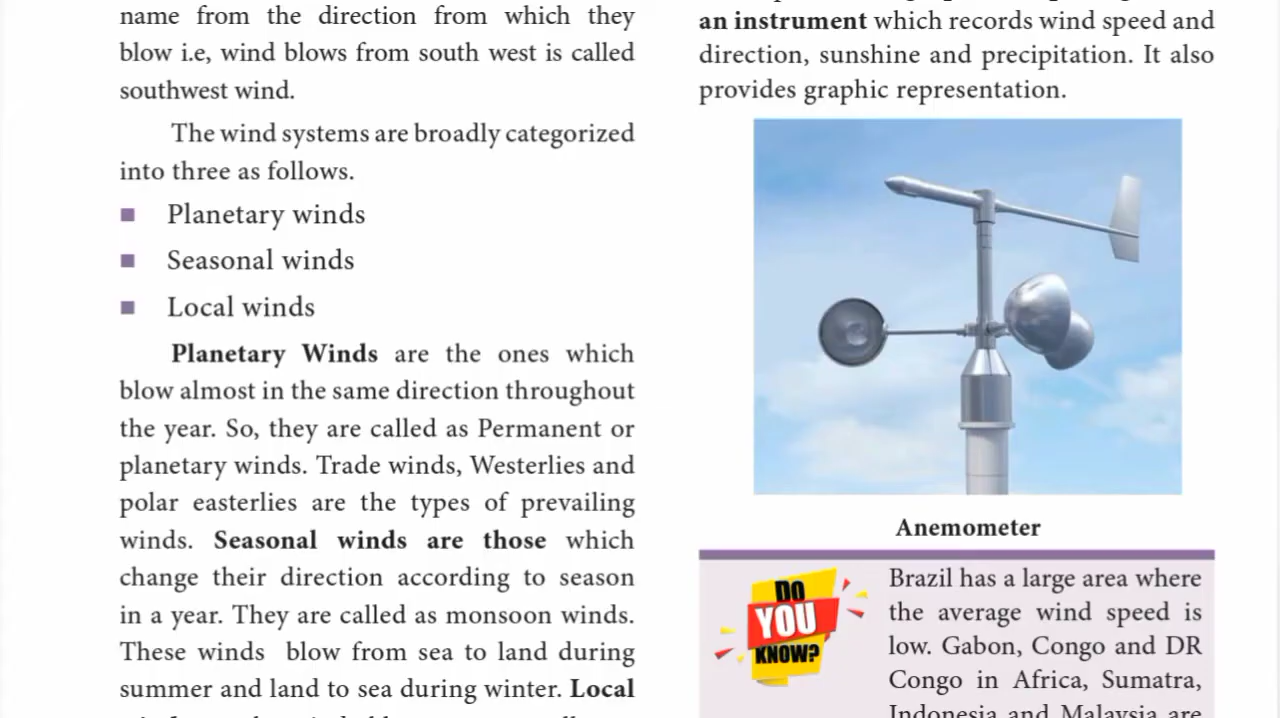 name from the direction from which they
blow i.e, wind blows from south west is called
southwest wind.
The wind systems are broadly categorized
into three as follows.
■ Planetary winds
■ Seasonal winds
■ Local winds
Planetary Winds are the ones which
blow almost in the same direction throughout
the year. So, they are called as Permanent or
planetary winds. Trade winds, Westerlies and
polar easterlies are the types of prevailing
winds. Seasonal winds are those which
change their direction according to season
in a year. They are called as monsoon winds.
These winds blow from sea to land during
summer and land to sea during winter. Local
an instrument which records wind speed and
direction, sunshine and precipitation. It also
provides graphic representation.
Anemometer
DO
YOU
KNOW?
Brazil has a large area where
the average wind speed is
low. Gabon, Congo and DR
Congo in Africa, Sumatra,
Indonesia and Malaysia are